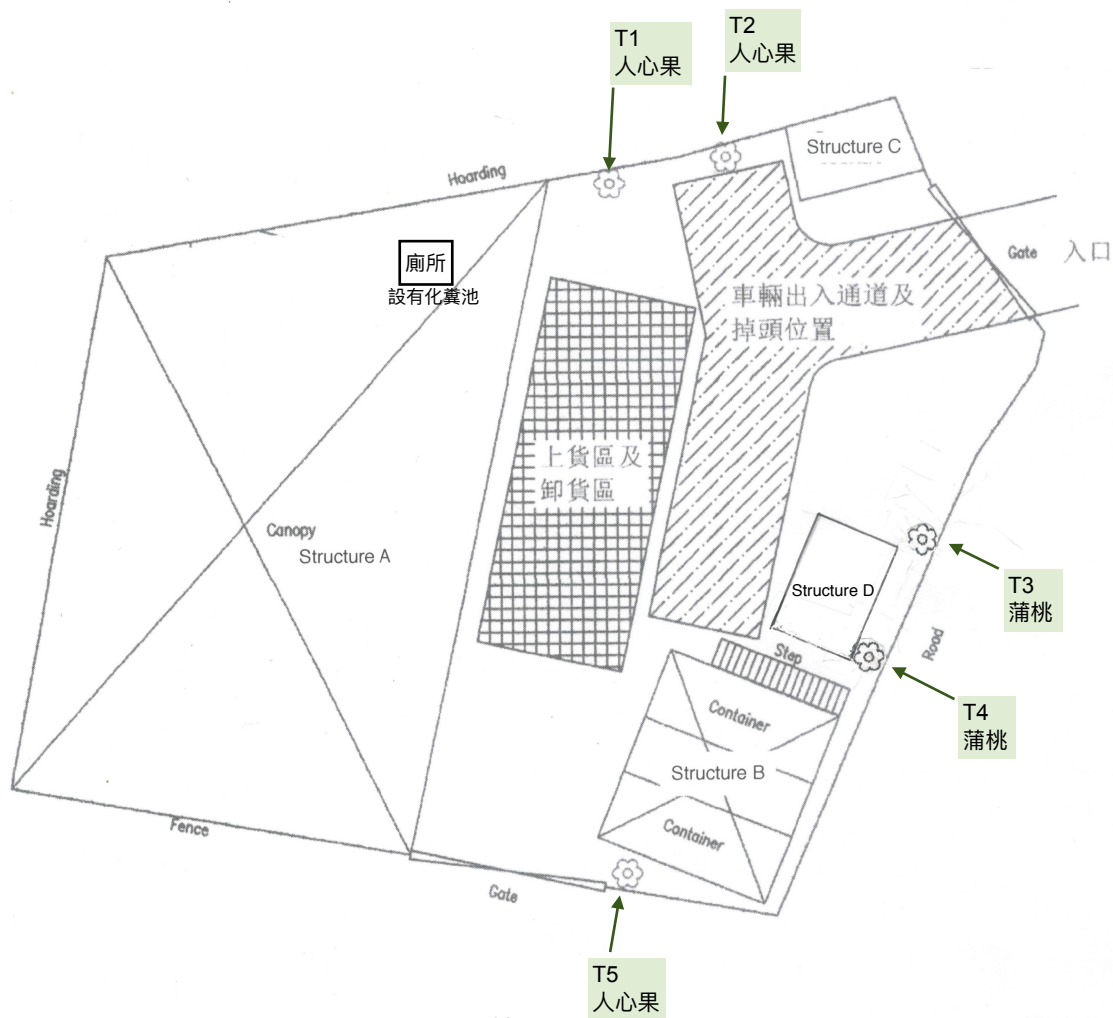 T1
人心果
T2
人心果
Structure C
Hoarding
Gate 入口
廁所
設有化糞池
車輛出入通道及
掉頭位置
上貨區及
卸貨區
Hoarding
Canopy
Structure A
Structure D
T3
蒲桃
Road
Step
T4
蒲桃
Container
Structure B
Container
Fence
Gate
T5
人心果